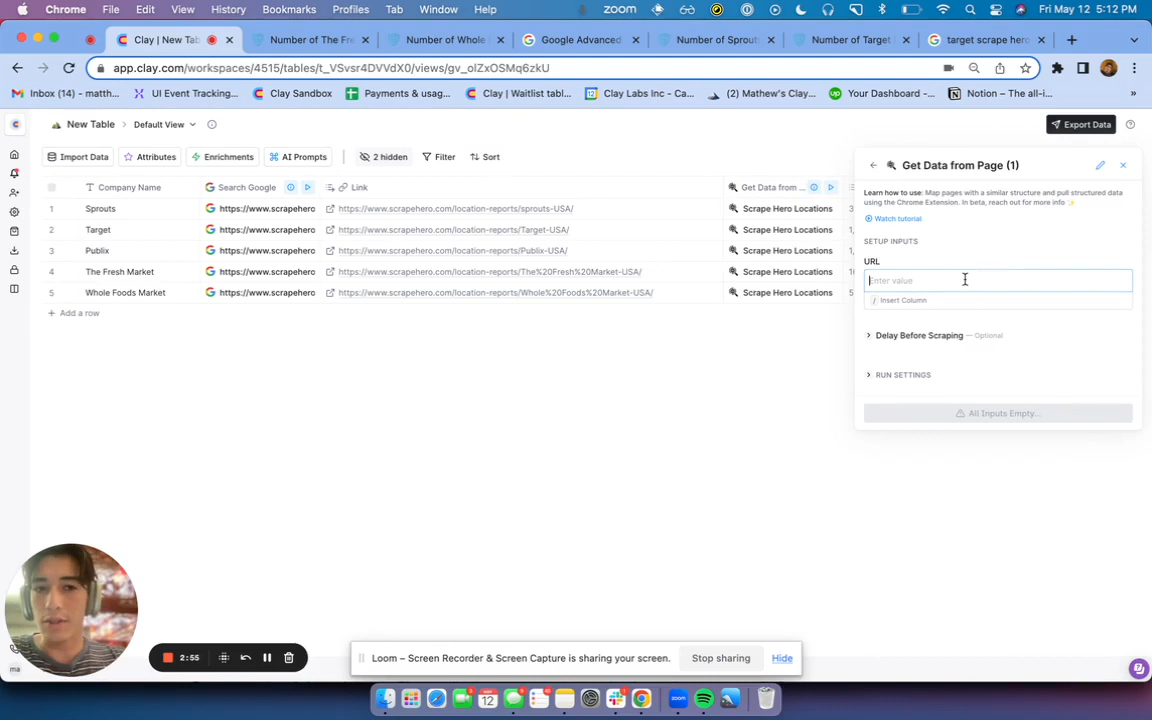 Chrome File Edit View History Bookmarks Profiles Tab Window Help zoom Fri May 12 5:12 PM
Clay | New Tab Number of The Fre Number of Whole Google Advanced Number of Sprout Number of Target target scrape hero
app.clay.com/workspaces/4515/tables/t_VSvsr4DVVdX0/views/gv_olZxOSMq6zkU
Inbox (14) - matth... UI Event Tracking... Clay Sandbox Payments & usag... Clay | Waitlist tabl... Clay Labs Inc - Ca... (2) Mathew's Clay... Your Dashboard -... Notion – The all-i... »
New Table Default View
Export Data
Import Data Attributes Enrichments AI Prompts 2 hidden Filter Sort
Company Name Search Google Link Get Data from ...
1 Sprouts https://www.scrapehero https://www.scrapehero.com/location-reports/sprouts-USA/ Scrape Hero Locations 3
2 Target https://www.scrapehero https://www.scrapehero.com/location-reports/Target-USA/ Scrape Hero Locations 1,
3 Publix https://www.scrapehero https://www.scrapehero.com/location-reports/Publix-USA/ Scrape Hero Locations 1,
4 The Fresh Market https://www.scrapehero https://www.scrapehero.com/location-reports/The%20Fresh%20Market-USA/ Scrape Hero Locations
5 Whole Foods Market https://www.scrapehero https://www.scrapehero.com/location-reports/Whole%20Foods%20Market-USA/ Scrape Hero Locations 5
+ Add a row
Get Data from Page (1)
Learn how to use: Map pages with a similar structure and pull structured data
using the Chrome Extension. In beta, reach out for more info
Watch tutorial
SETUP INPUTS
URL
Enter value
/ Insert Column
Delay Before Scraping — Optional
RUN SETTINGS
All Inputs Empty...
ma
2:55
Loom – Screen Recorder & Screen Capture is sharing your screen. Stop sharing Hide
12
zoom